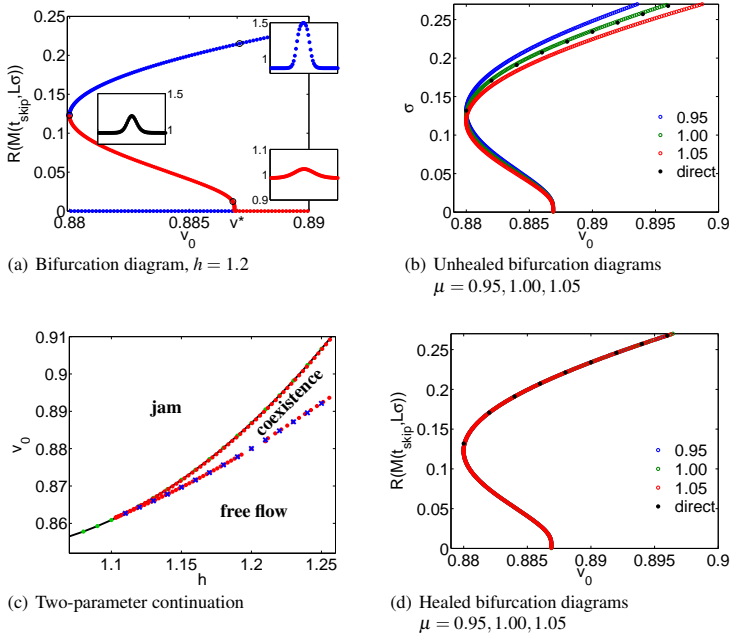 R(M(t_skip,Lσ))
0.2
0.15
0.1
0.05
0
0.88
0.885
v*
0.89
v_0
1.5
1
1.5
1
1.1
1
0.9
(a) Bifurcation diagram, h = 1.2
σ
0.25
0.2
0.15
0.1
0.05
0
0.88
0.885
0.89
0.895
v_0
0.95
1.00
1.05
direct
(b) Unhealed bifurcation diagrams
μ = 0.95, 1.00, 1.05
v_0
0.91
0.9
0.89
0.88
0.87
0.86
1.1
1.15
1.2
1.25
h
jam
coexistence
free flow
(c) Two-parameter continuation
R(M(t_skip,Lσ))
0.25
0.2
0.15
0.1
0.05
0
0.88
0.885
0.89
0.895
v_0
0.95
1.00
1.05
direct
(d) Healed bifurcation diagrams
μ = 0.95, 1.00, 1.05